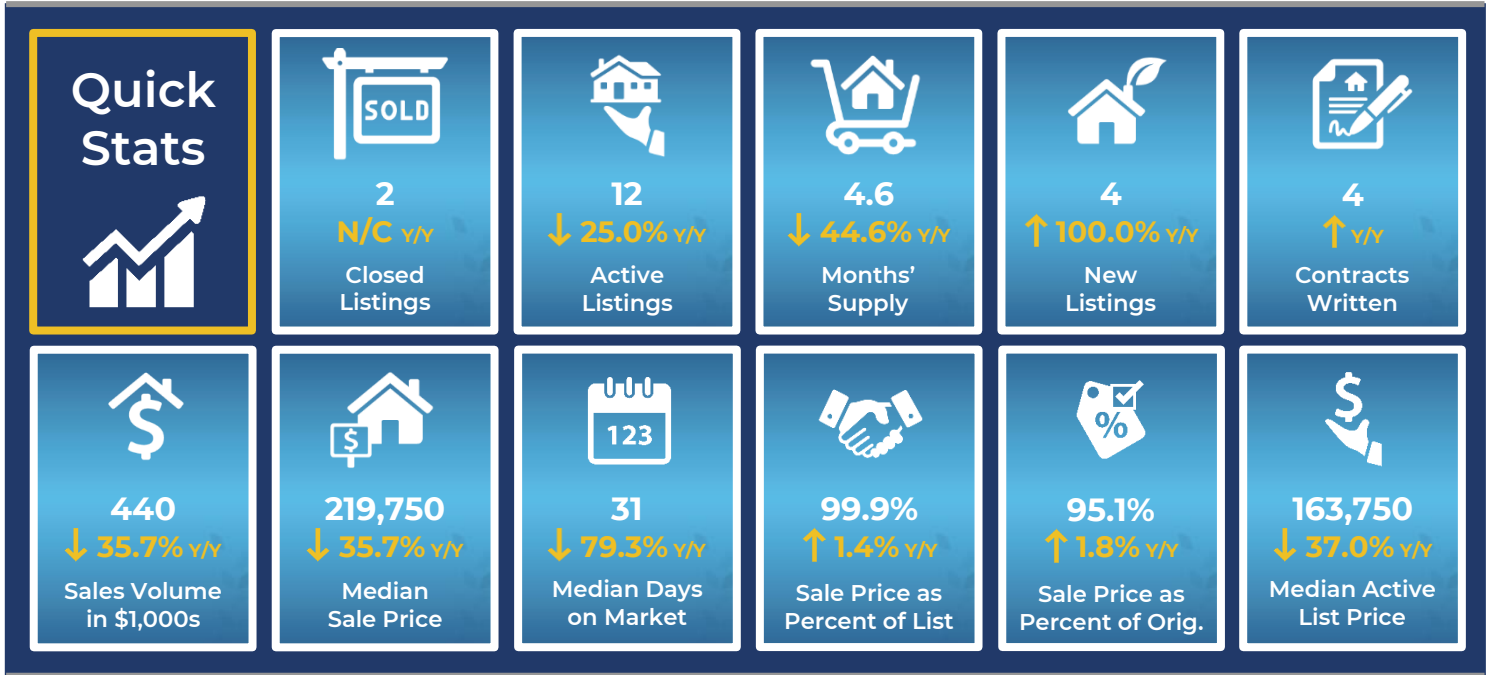 Quick
Stats
SOLD
2
N/C Y/Y
Closed
Listings
12
↓ 25.0% Y/Y
Active
Listings
4.6
↓ 44.6% Y/Y
Months’
Supply
4
↑ 100.0% Y/Y
New
Listings
4
↑ Y/Y
Contracts
Written
$
440
↓ 35.7% Y/Y
Sales Volume
in $1,000s
$
219,750
↓ 35.7% Y/Y
Median
Sale Price
123
31
↓ 79.3% Y/Y
Median Days
on Market
99.9%
↑ 1.4% Y/Y
Sale Price as
Percent of List
%
95.1%
↑ 1.8% Y/Y
Sale Price as
Percent of Orig.
$
163,750
↓ 37.0% Y/Y
Median Active
List Price